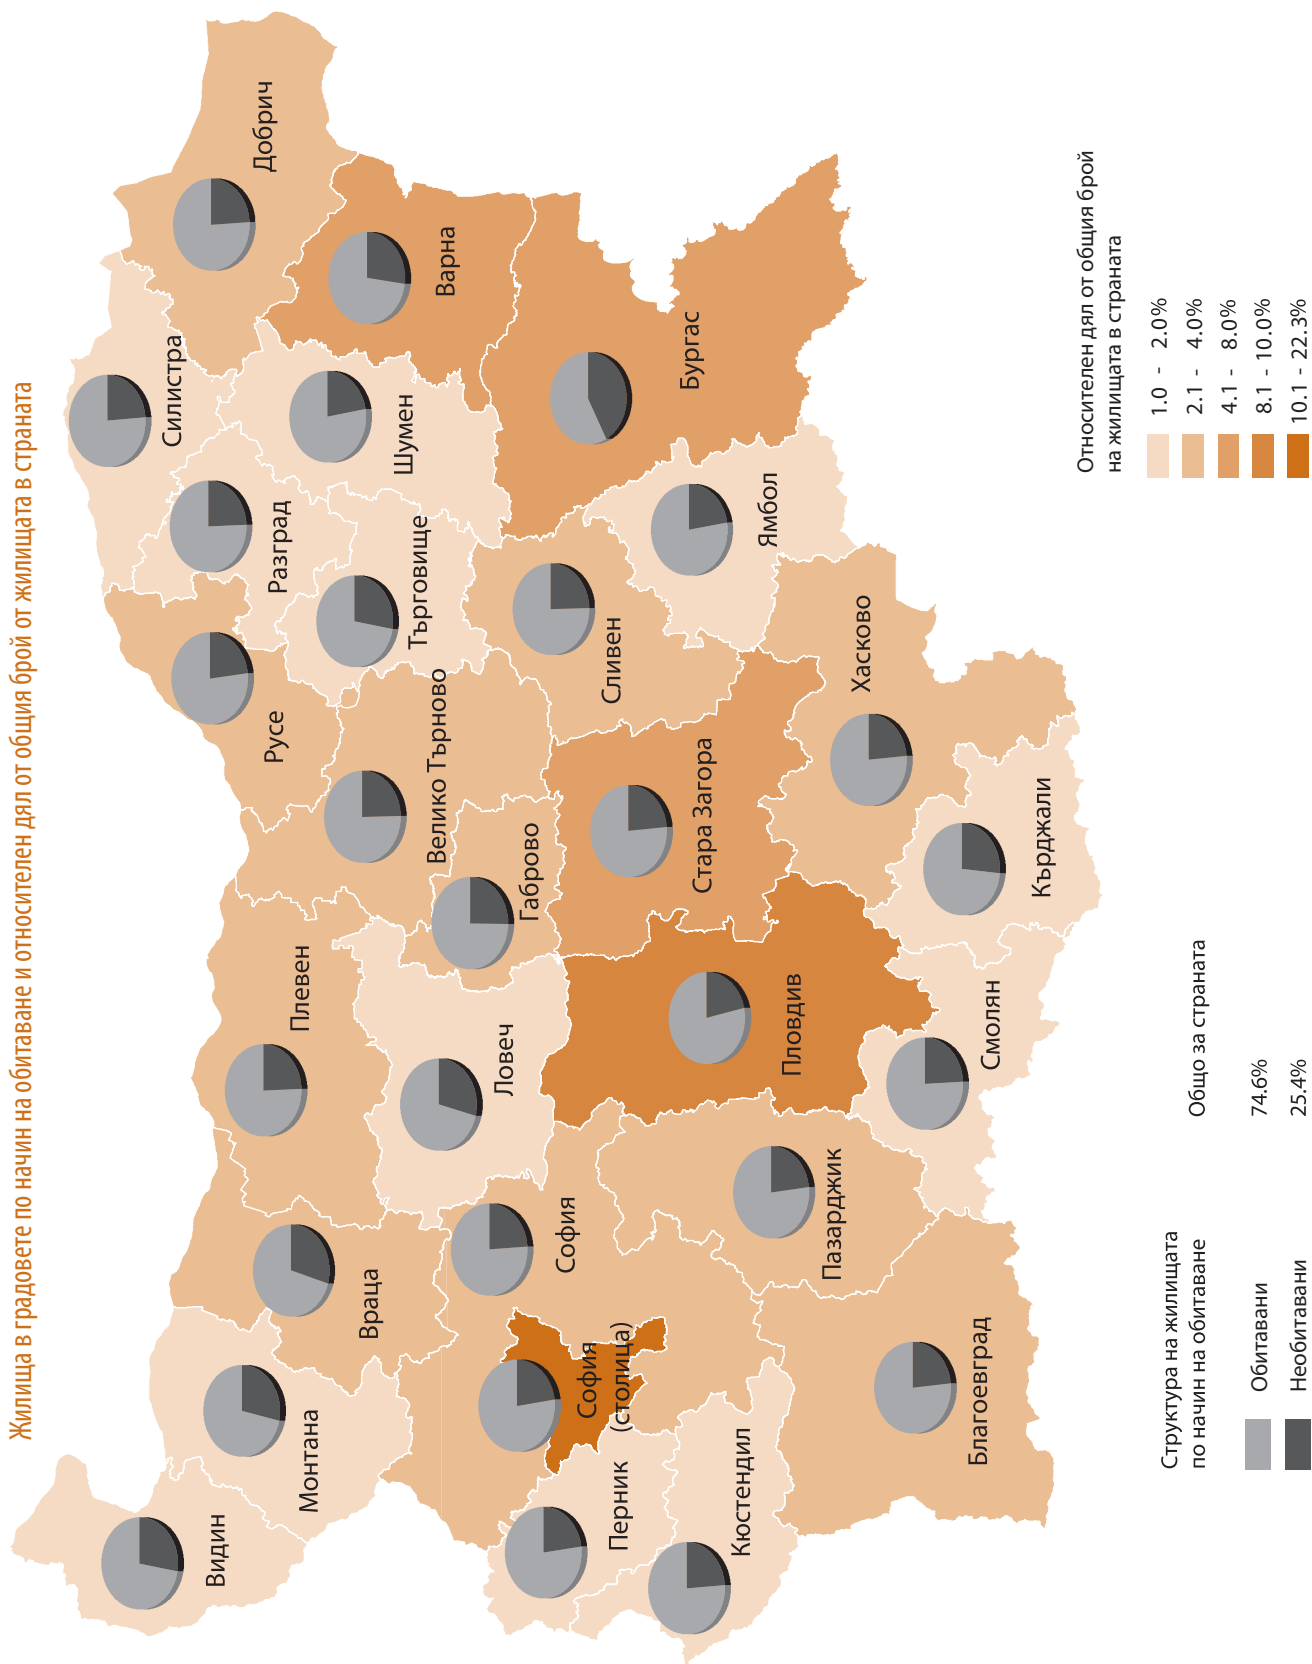 Жилища в градовете по начин на обитаване и относителен дял от общия брой от жилищата в страната
Видин
Монтана
Враца
Плевен
Русе
Разград
Силистра
Добрич
Варна
Шумен
Търговище
Велико Търново
Габрово
Ловеч
София
София
(столица)
Перник
Кюстендил
Благоевград
Пазарджик
Пловдив
Смолян
Стара Загора
Сливен
Ямбол
Бургас
Хасково
Кърджали
Структура на жилищата
по начин на обитаване
Общо за страната
Обитавани 74.6%
Необитавани 25.4%
Относителен дял от общия брой
на жилищата в страната
1.0 - 2.0%
2.1 - 4.0%
4.1 - 8.0%
8.1 - 10.0%
10.1 - 22.3%